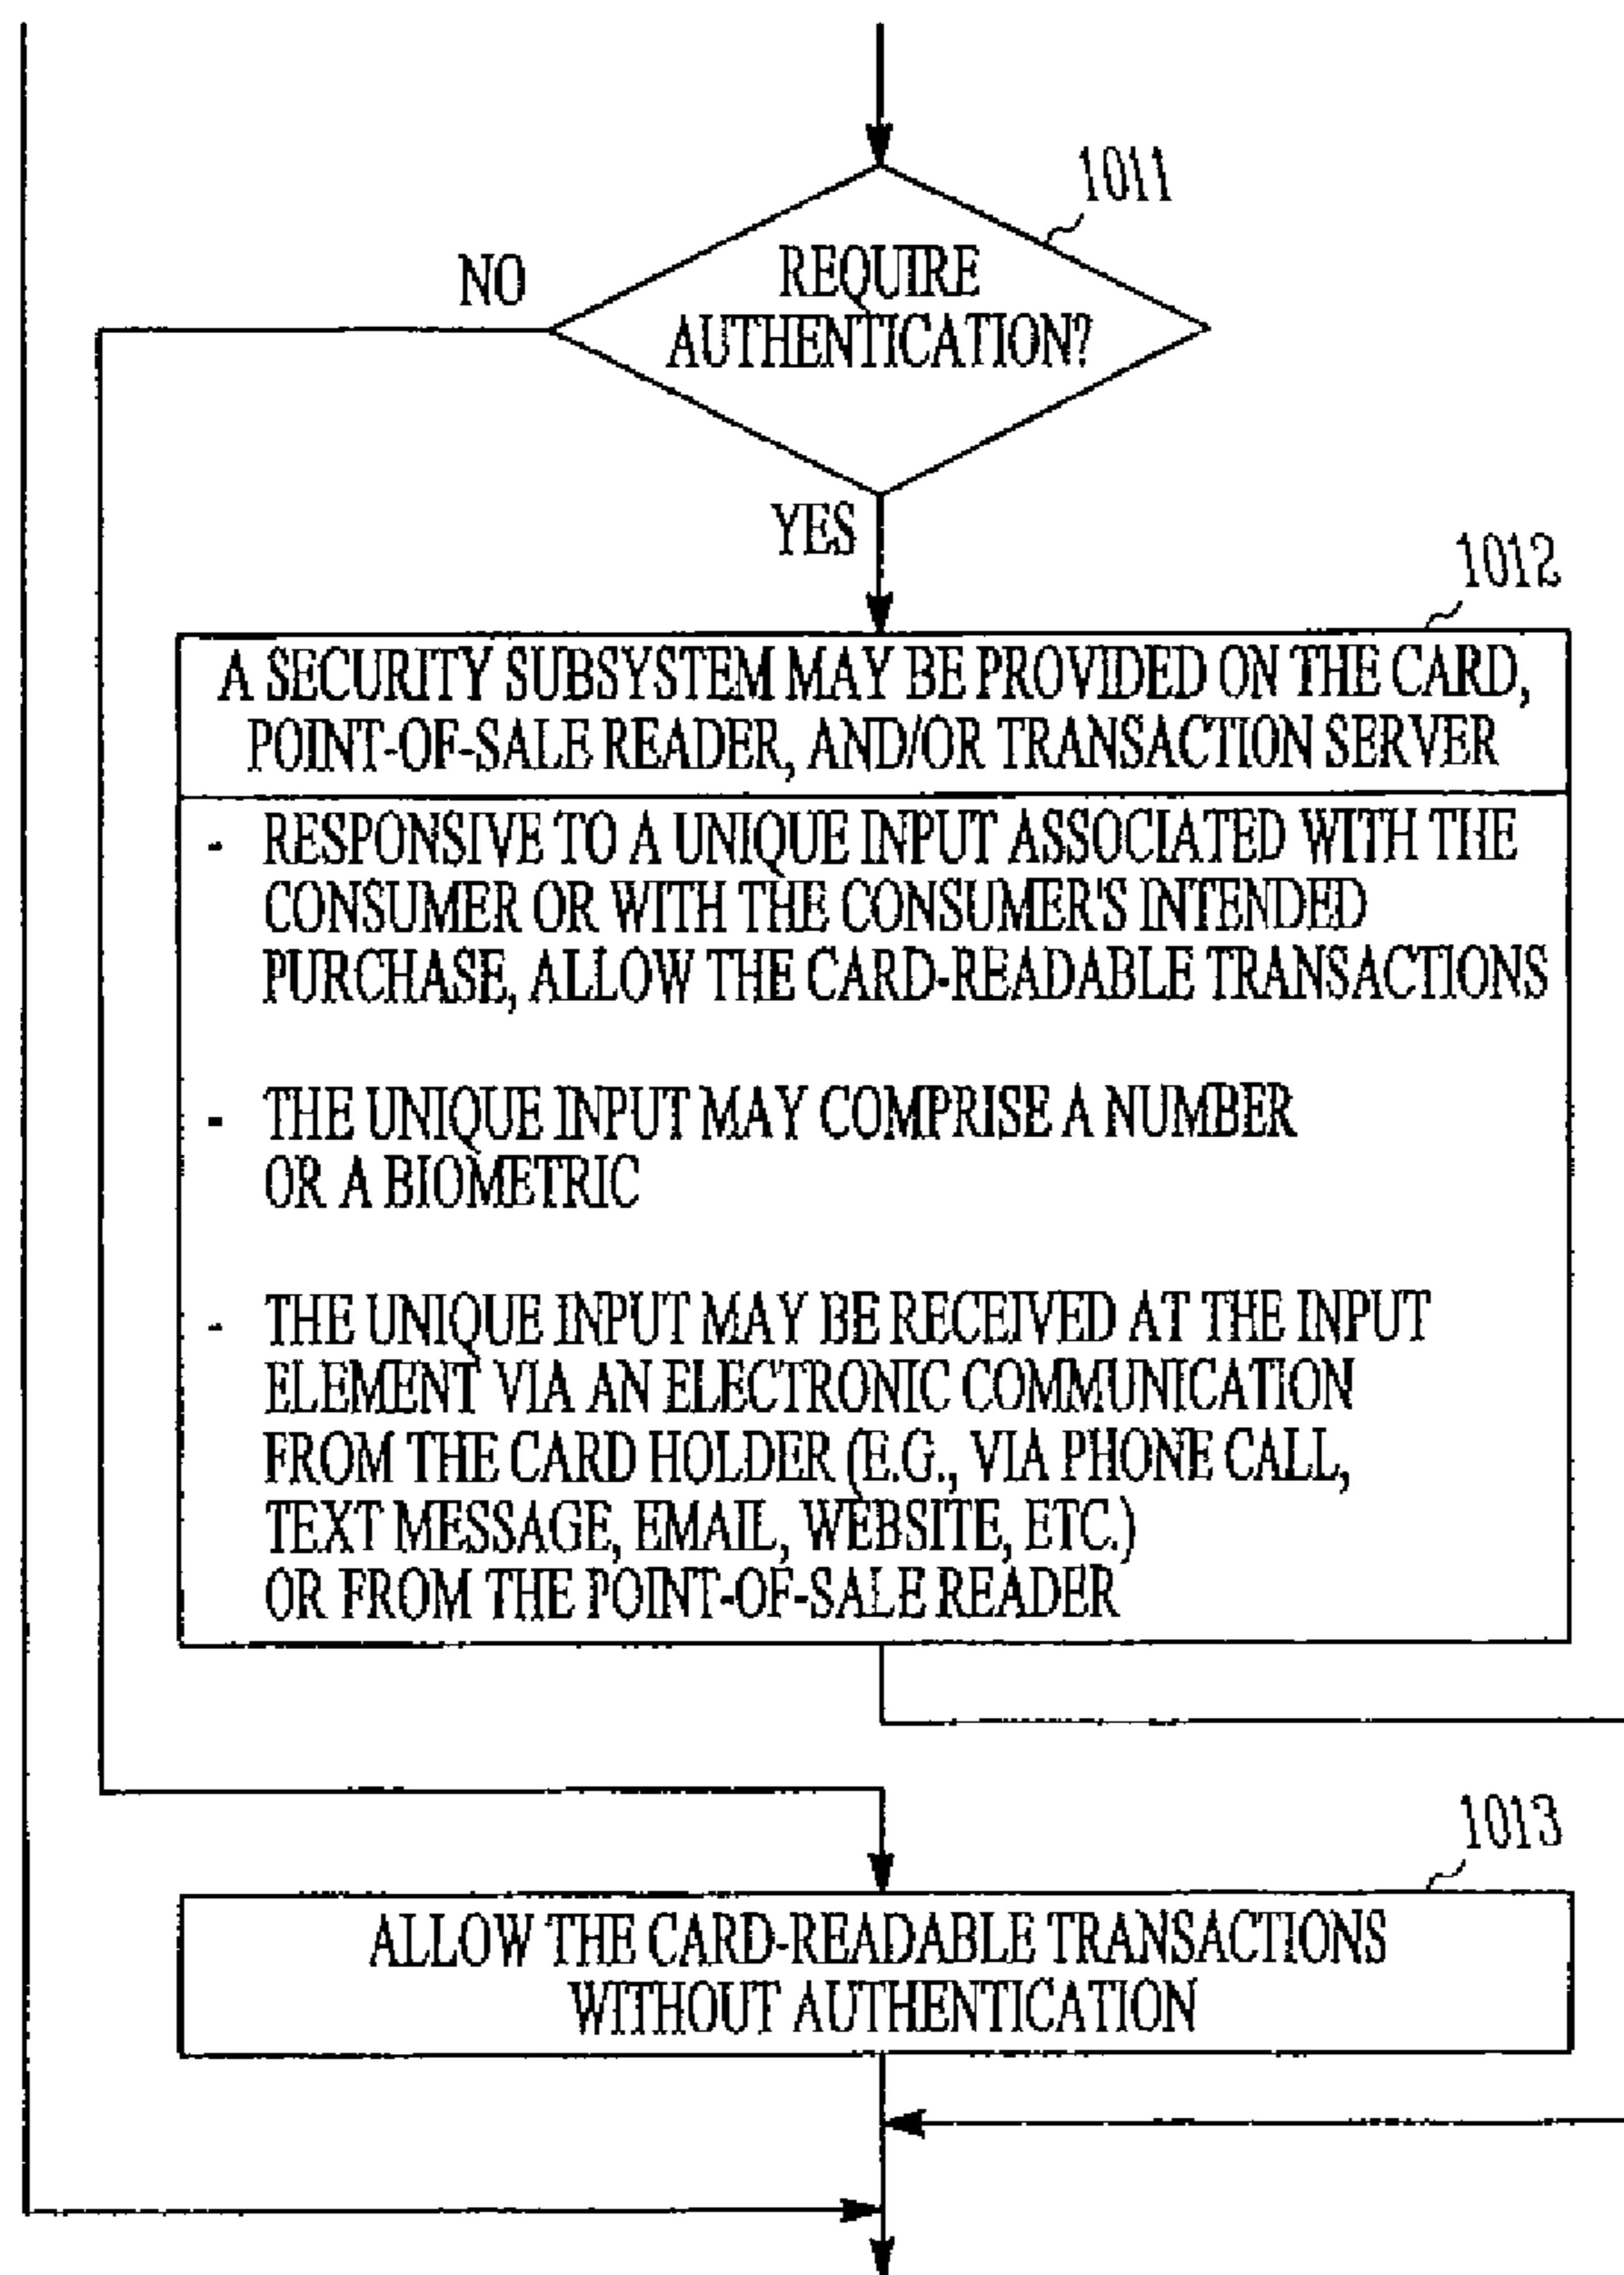 1011
REQUIRE
AUTHENTICATION?
NO
YES
1012
A SECURITY SUBSYSTEM MAY BE PROVIDED ON THE CARD,
POINT-OF-SALE READER, AND/OR TRANSACTION SERVER
- RESPONSIVE TO A UNIQUE INPUT ASSOCIATED WITH THE
CONSUMER OR WITH THE CONSUMER'S INTENDED
PURCHASE, ALLOW THE CARD-READABLE TRANSACTIONS
- THE UNIQUE INPUT MAY COMPRISE A NUMBER
OR A BIOMETRIC
- THE UNIQUE INPUT MAY BE RECEIVED AT THE INPUT
ELEMENT VIA AN ELECTRONIC COMMUNICATION
FROM THE CARD HOLDER (E.G., VIA PHONE CALL,
TEXT MESSAGE, EMAIL, WEBSITE, ETC.)
OR FROM THE POINT-OF-SALE READER
1013
ALLOW THE CARD-READABLE TRANSACTIONS
WITHOUT AUTHENTICATION